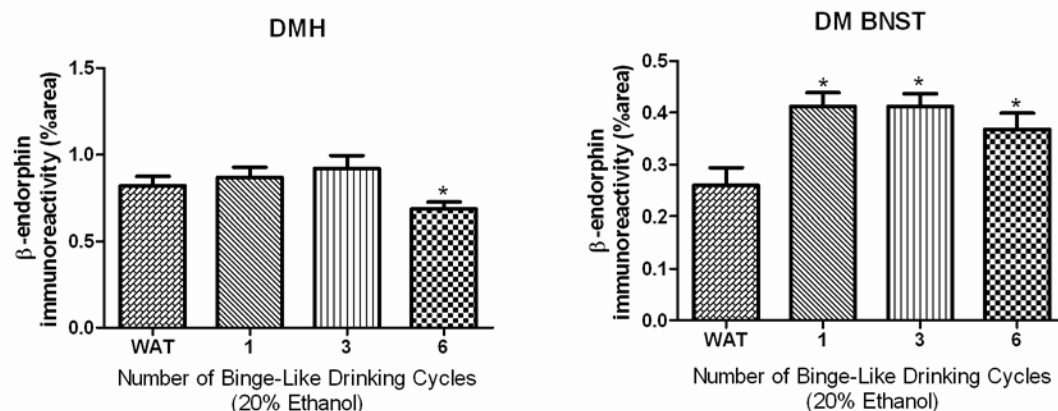 DMH
β-endorphin
immunoreactivity (%area)
1.5
1.0
0.5
0.0
*
WAT 1 3 6
Number of Binge-Like Drinking Cycles
(20% Ethanol)
DM BNST
β-endorphin
immunoreactivity (%area)
0.5
0.4
0.3
0.2
0.1
0.0
* * *
WAT 1 3 6
Number of Binge-Like Drinking Cycles
(20% Ethanol)